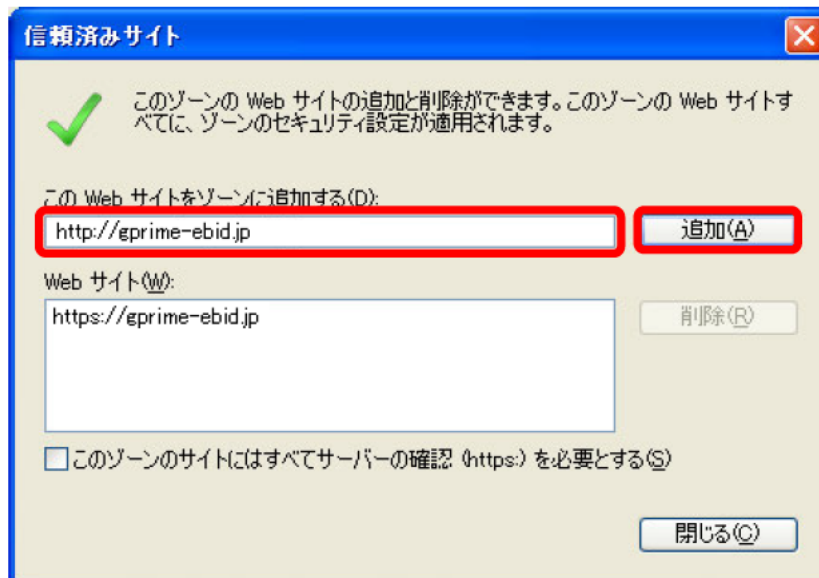 信頼済みサイト
このゾーンの Web サイトの追加と削除ができます。このゾーンの Web サイトす
べてに、ゾーンのセキュリティ設定が適用されます。
この Web サイトをゾーンに追加する(D):
http://gprime-ebid.jp
追加(A)
Web サイト(W):
https://gprime-ebid.jp
削除(R)
このゾーンのサイトにはすべてサーバーの確認 (https:) を必要とする(S)
閉じる(C)